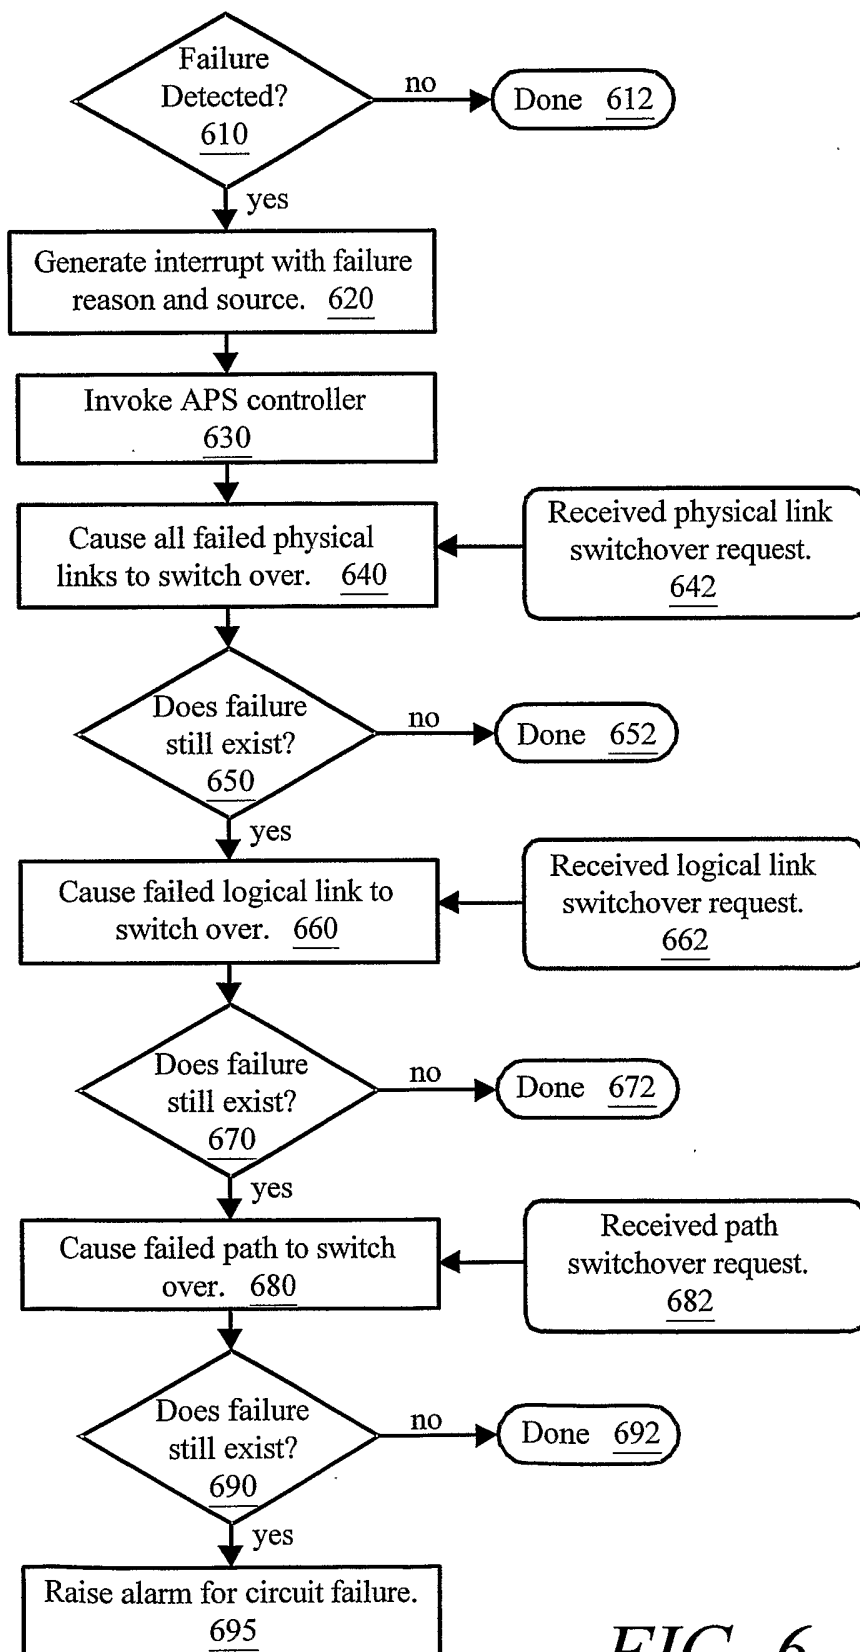 Failure
Detected?
610
no
Done 612
yes
Generate interrupt with failure
reason and source. 620
Invoke APS controller
630
Cause all failed physical
links to switch over. 640
Received physical link
switchover request.
642
Does failure
still exist?
650
no
Done 652
yes
Cause failed logical link to
switch over. 660
Received logical link
switchover request.
662
Does failure
still exist?
670
no
Done 672
yes
Cause failed path to switch
over. 680
Received path
switchover request.
682
Does failure
still exist?
690
no
Done 692
yes
Raise alarm for circuit failure.
695
FIG. 6